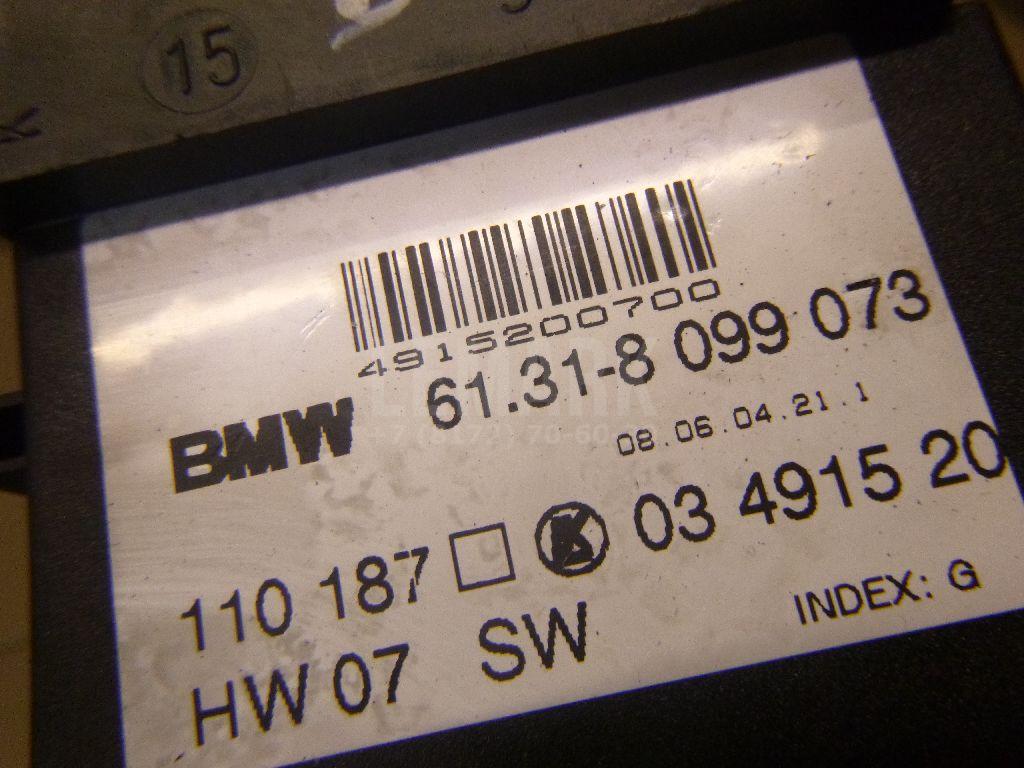 15
4915200700
BMW 61.31-8 099 073
08.06.04.21.1
110 187 K 03 4915 20
HW 07 SW INDEX: G